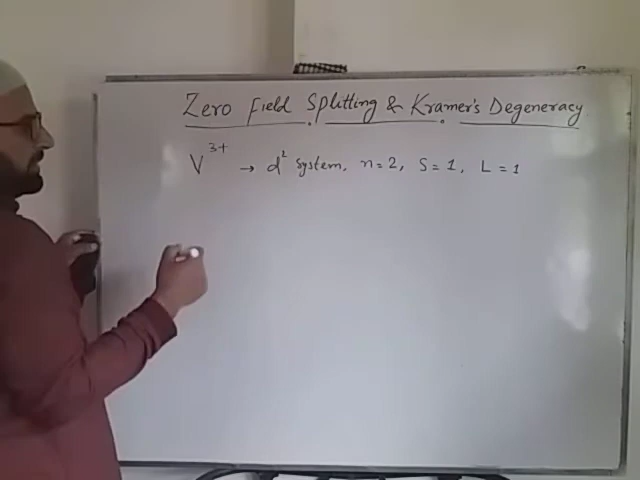 Zero Field Splitting & Kramer's Degeneracy
V³⁺ → d² system, n=2, S=1, L=1